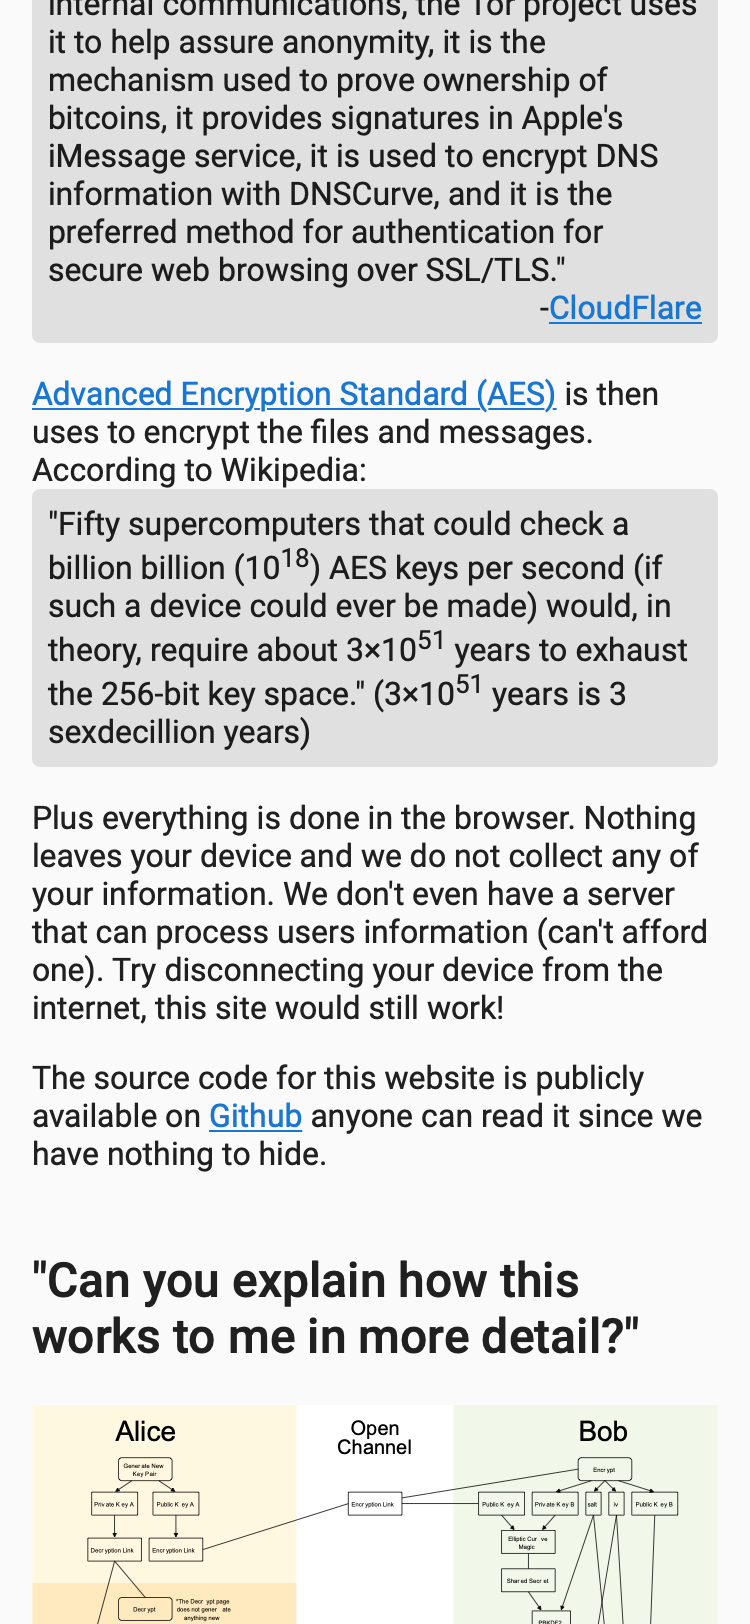 internal communications, the Tor project uses
it to help assure anonymity, it is the
mechanism used to prove ownership of
bitcoins, it provides signatures in Apple's
iMessage service, it is used to encrypt DNS
information with DNSCurve, and it is the
preferred method for authentication for
secure web browsing over SSL/TLS."
-CloudFlare
Advanced Encryption Standard (AES) is then
uses to encrypt the files and messages.
According to Wikipedia:
"Fifty supercomputers that could check a
billion billion (10^18) AES keys per second (if
such a device could ever be made) would, in
theory, require about 3×10^51 years to exhaust
the 256-bit key space." (3×10^51 years is 3
sexdecillion years)
Plus everything is done in the browser. Nothing
leaves your device and we do not collect any of
your information. We don't even have a server
that can process users information (can't afford
one). Try disconnecting your device from the
internet, this site would still work!
The source code for this website is publicly
available on Github anyone can read it since we
have nothing to hide.
"Can you explain how this
works to me in more detail?"
Alice
Open
Channel
Bob
Generate New
Key Pair
Encrypt
Private Key A
Public Key A
Encryption Link
Public Key A
Private Key B
salt
iv
Public Key B
Decryption Link
Encryption Link
Elliptic Curve
Magic
Shared Secret
Decrypt
"The Decrypt page
does not generate
anything new
PBKDF2